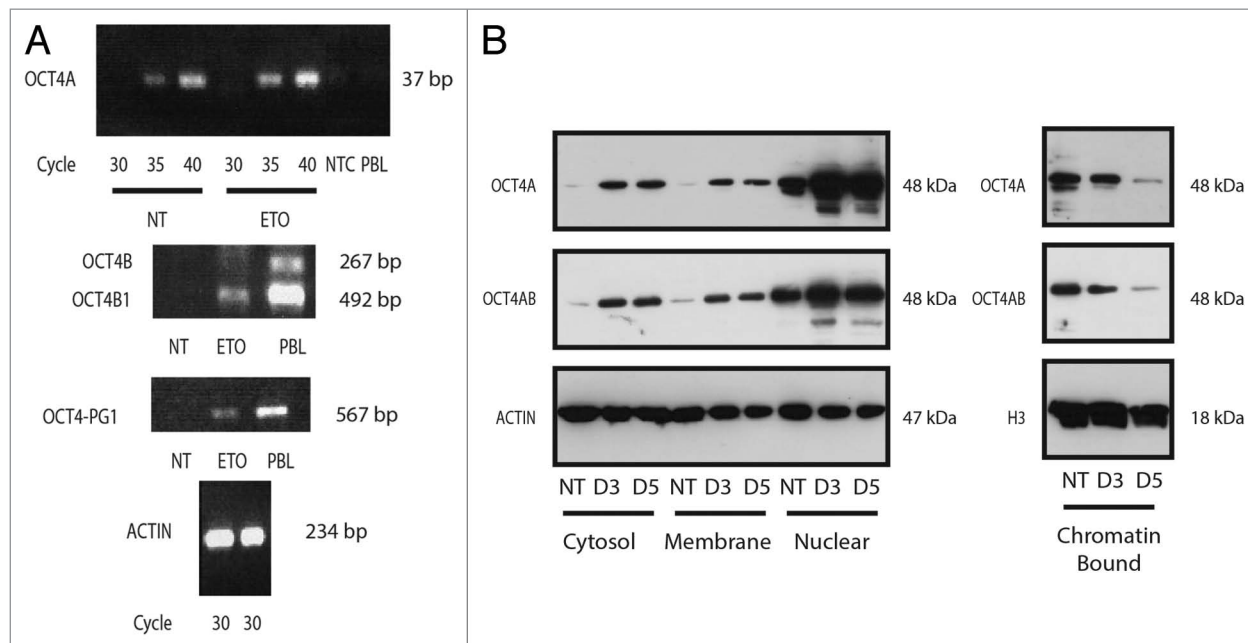 A
OCT4A 37 bp
Cycle 30 35 40 30 35 40 NTC PBL
NT ETO
OCT4B 267 bp
OCT4B1 492 bp
NT ETO PBL
OCT4-PG1 567 bp
NT ETO PBL
ACTIN 234 bp
Cycle 30 30
B
OCT4A 48 kDa
OCT4AB 48 kDa
ACTIN 47 kDa
NT D3 D5 NT D3 D5 NT D3 D5
Cytosol Membrane Nuclear
OCT4A 48 kDa
OCT4AB 48 kDa
H3 18 kDa
NT D3 D5
Chromatin
Bound